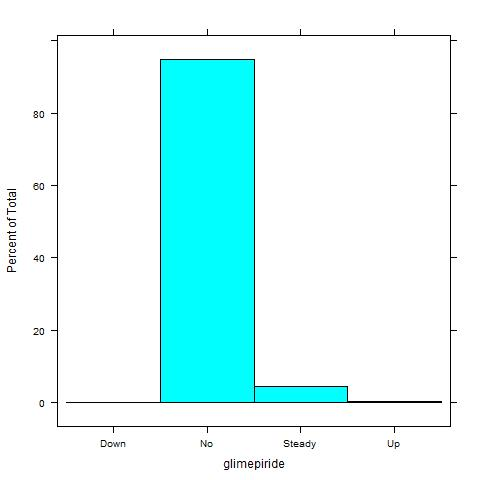 Percent of Total
80
60
40
20
0
Down No Steady Up
glimepiride